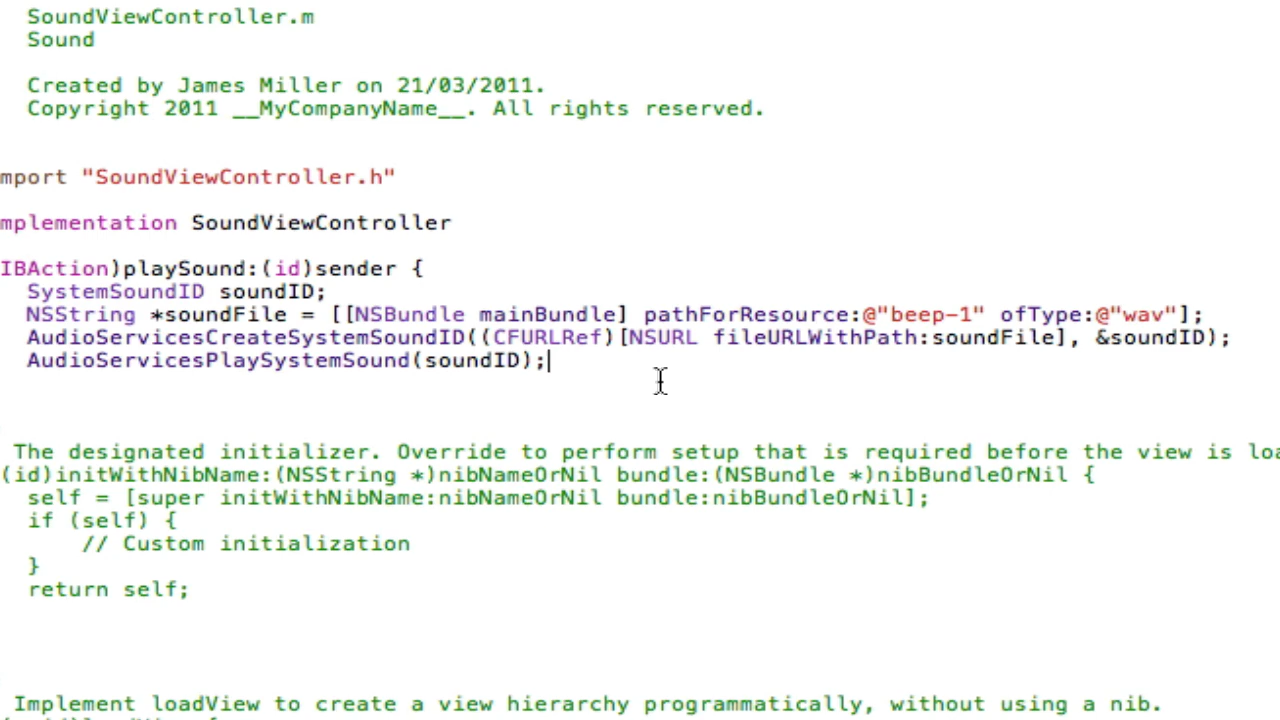 SoundViewController.m
Sound
Created by James Miller on 21/03/2011.
Copyright 2011 __MyCompanyName__. All rights reserved.
mport "SoundViewController.h"
mplementation SoundViewController
IBAction)playSound:(id)sender {
SystemSoundID soundID;
NSString *soundFile = [[NSBundle mainBundle] pathForResource:@"beep-1" ofType:@"wav"];
AudioServicesCreateSystemSoundID((CFURLRef)[NSURL fileURLWithPath:soundFile], &soundID);
AudioServicesPlaySystemSound(soundID);
The designated initializer. Override to perform setup that is required before the view is loa
(id)initWithNibName:(NSString *)nibNameOrNil bundle:(NSBundle *)nibBundleOrNil {
self = [super initWithNibName:nibNameOrNil bundle:nibBundleOrNil];
if (self) {
// Custom initialization
}
return self;
Implement loadView to create a view hierarchy programmatically, without using a nib.